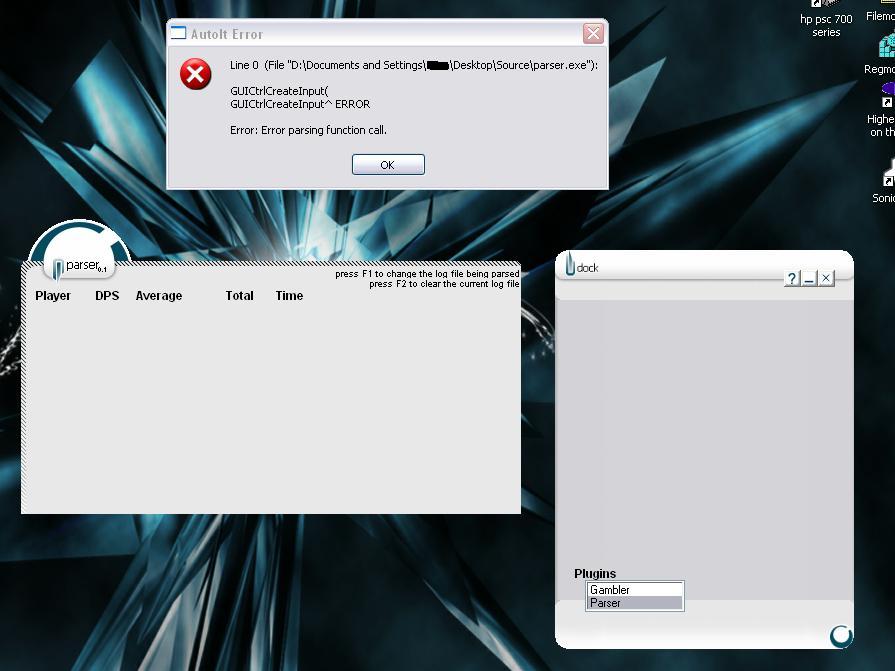 AutoIt Error
Line 0 (File "D:\Documents and Settings\ \Desktop\Source\parser.exe"):
GUICtrlCreateInput(
GUICtrlCreateInput^ ERROR
Error: Error parsing function call.
OK
hp psc 700
series
Filemo
Regmo
Highe
on th
Sonic
parser 0.1
press F1 to change the log file being parsed
press F2 to clear the current log file
Player DPS Average Total Time
dock
?
Plugins
Gambler
Parser